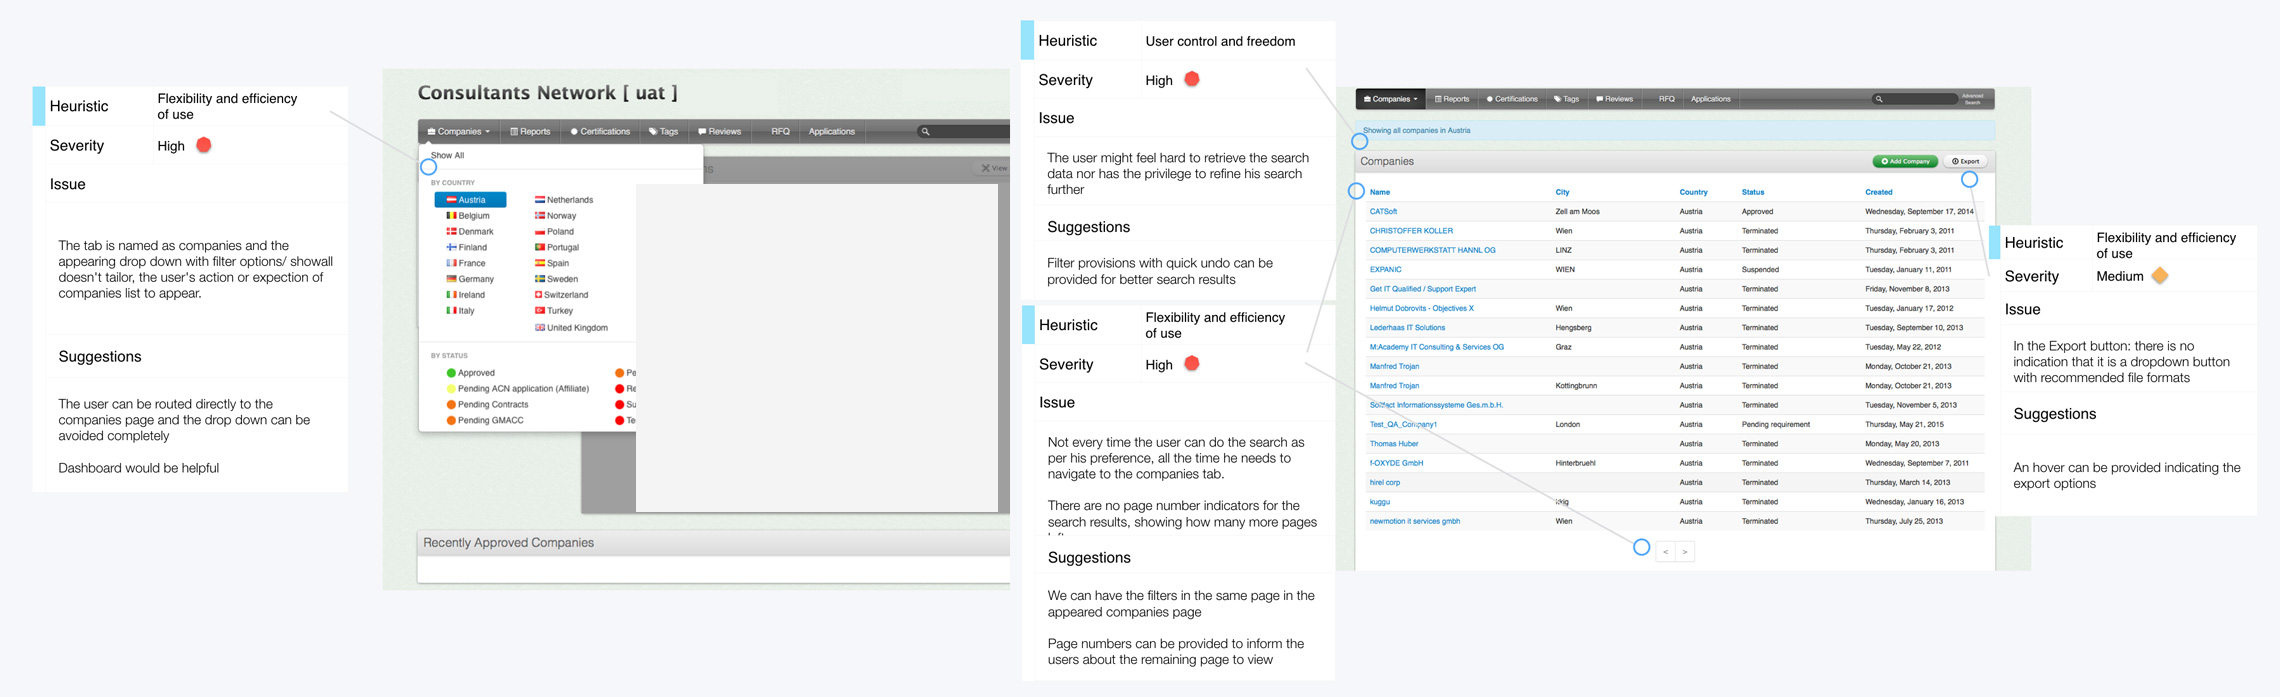 Heuristic
Flexibility and efficiency
of use
Severity
High
Issue
The tab is named as companies and the
appearing drop down with filter options/ showall
doesn't tailor, the user's action or expection of
companies list to appear.
Suggestions
The user can be routed directly to the
companies page and the drop down can be
avoided completely
Dashboard would be helpful
Consultants Network [ uat ]
Companies
Reports
Certifications
Tags
Reviews
RFQ
Applications
Show All
View
BY COUNTRY
Austria
Netherlands
Belgium
Norway
Denmark
Poland
Finland
Portugal
France
Spain
Germany
Sweden
Ireland
Switzerland
Italy
Turkey
United Kingdom
BY STATUS
Approved
Pe
Pending ACN application (Affiliate)
Re
Pending Contracts
Su
Pending GMACC
Te
Recently Approved Companies
Heuristic
User control and freedom
Severity
High
Issue
The user might feel hard to retrieve the search
data nor has the privilege to refine his search
further
Suggestions
Filter provisions with quick undo can be
provided for better search results
Heuristic
Flexibility and efficiency
of use
Severity
High
Issue
Not every time the user can do the search as
per his preference, all the time he needs to
navigate to the companies tab.
There are no page number indicators for the
search results, showing how many more pages
Suggestions
We can have the filters in the same page in the
appeared companies page
Page numbers can be provided to inform the
users about the remaining page to view
Companies
Reports
Certifications
Tags
Reviews
RFQ
Applications
Advanced
Search
Showing all companies in Austria
Companies
Add Company
Export
Name City Country Status Created
CATSoft Zell am Moos Austria Approved Wednesday, September 17, 2014
CHRISTOFFER KOLLER Wien Austria Terminated Thursday, February 3, 2011
COMPUTERWERKSTATT HANNL OG LINZ Austria Terminated Thursday, February 3, 2011
EXPANIC WIEN Austria Suspended Tuesday, January 11, 2011
Get IT Qualified / Support Expert Austria Terminated Friday, November 8, 2013
Helmut Dobrovits - Objectives X Wien Austria Terminated Tuesday, January 17, 2012
Lederhaas IT Solutions Hengsberg Austria Terminated Tuesday, September 10, 2013
M:Academy IT Consulting & Services OG Graz Austria Terminated Tuesday, May 22, 2012
Manfred Trojan Austria Terminated Monday, October 21, 2013
Manfred Trojan Kottingbrunn Austria Terminated Monday, October 21, 2013
Informationssysteme Ges.m.b.H. Austria Terminated Tuesday, November 5, 2013
Test_QA_Company1 London Austria Pending requirement Thursday, May 21, 2015
Thomas Huber Austria Terminated Monday, May 20, 2013
f-OXYDE GmbH Hinterbruehl Austria Terminated Wednesday, September 7, 2011
hirel corp Austria Terminated Thursday, March 14, 2013
kuggu Austria Terminated Wednesday, January 16, 2013
newmotion it services gmbh Wien Austria Terminated Thursday, July 25, 2013
< >
Heuristic
Flexibility and efficiency
of use
Severity
Medium
Issue
In the Export button: there is no
indication that it is a dropdown button
with recommended file formats
Suggestions
An hover can be provided indicating the
export options